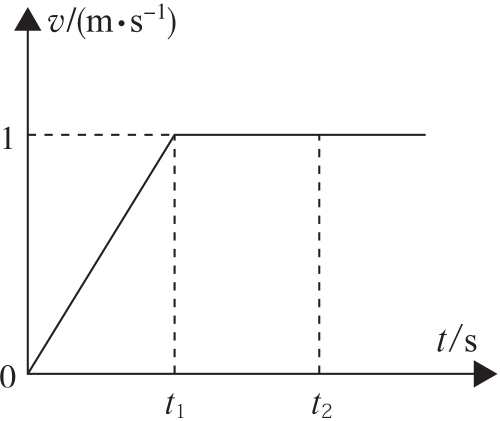 v/(m·s⁻¹)
1
t/s
0
t₁
t₂